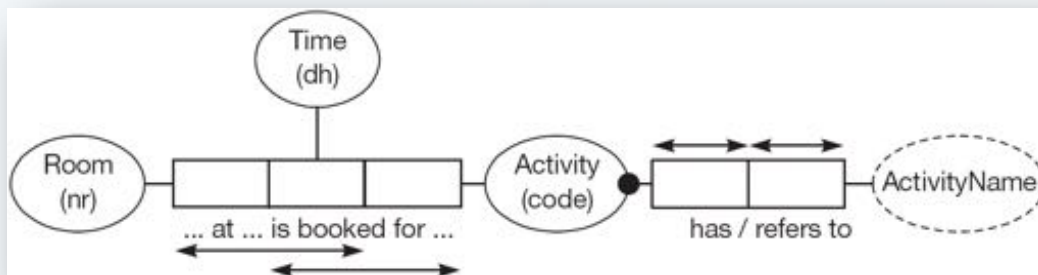 Time
(dh)
Room
(nr)
Activity
(code)
ActivityName
... at ... is booked for ...
has / refers to